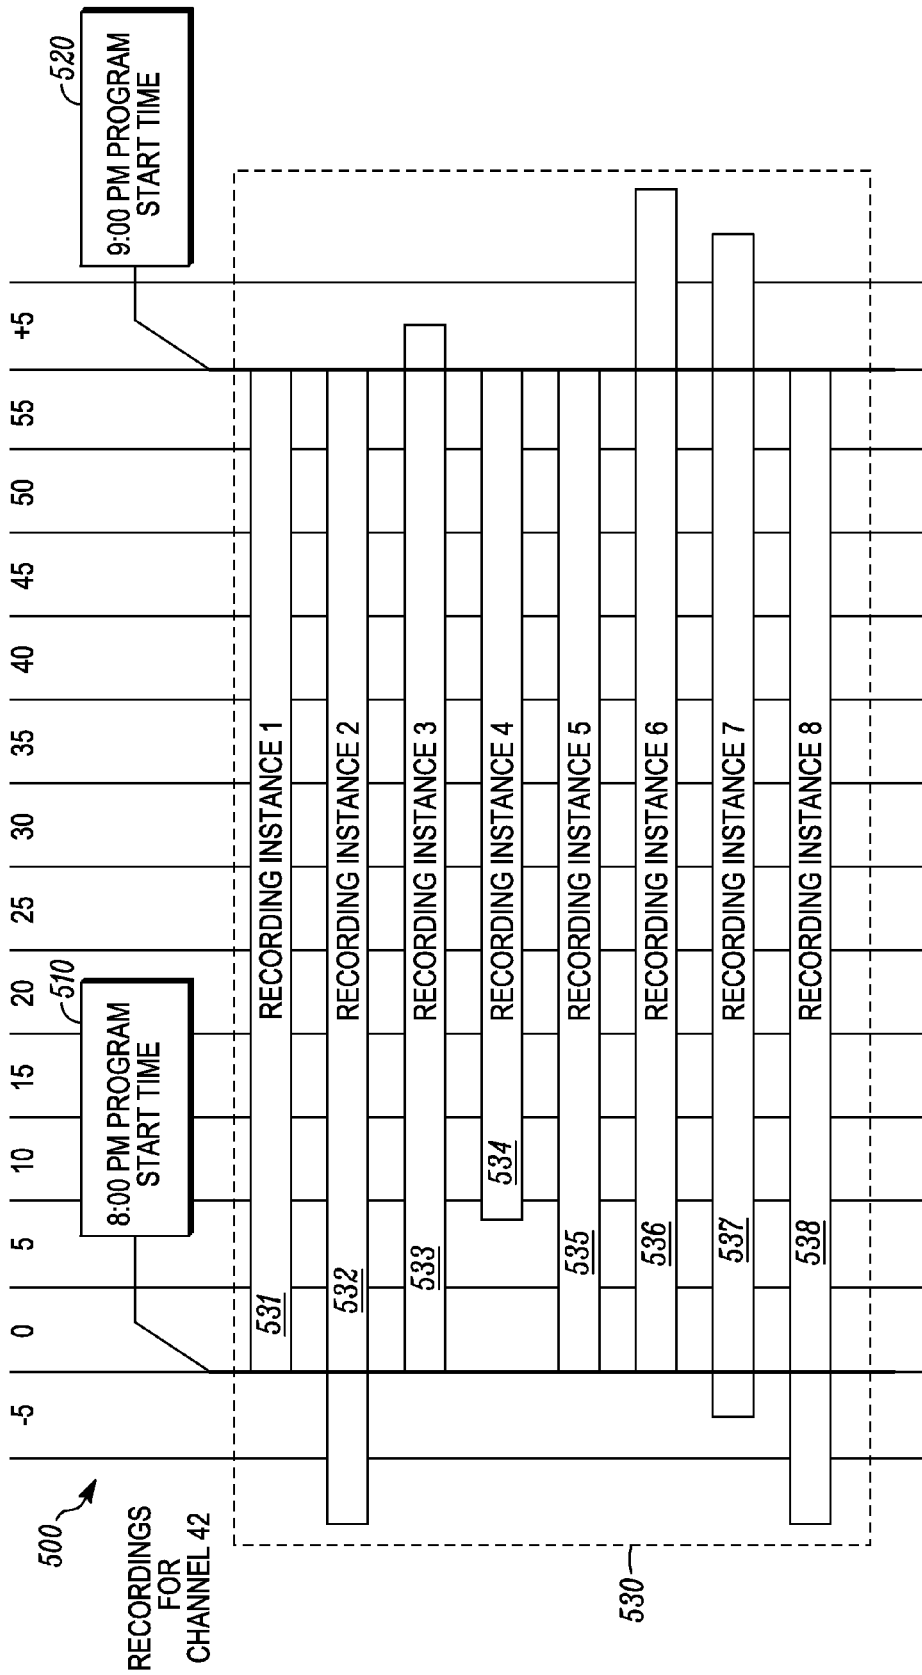 500
RECORDINGS
FOR
CHANNEL 42
-5 0 5 10 15 20 25 30 35 40 45 50 55 +5
8:00 PM PROGRAM
START TIME
510
9:00 PM PROGRAM
START TIME
520
531 RECORDING INSTANCE 1
532 RECORDING INSTANCE 2
533 RECORDING INSTANCE 3
534 RECORDING INSTANCE 4
535 RECORDING INSTANCE 5
536 RECORDING INSTANCE 6
537 RECORDING INSTANCE 7
538 RECORDING INSTANCE 8
530